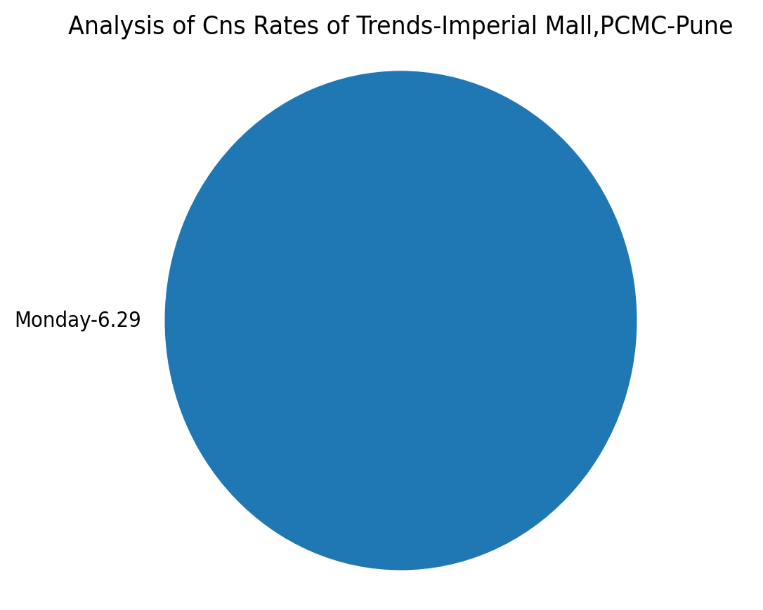 Analysis of Cns Rates of Trends-Imperial Mall,PCMC-Pune
Monday-6.29